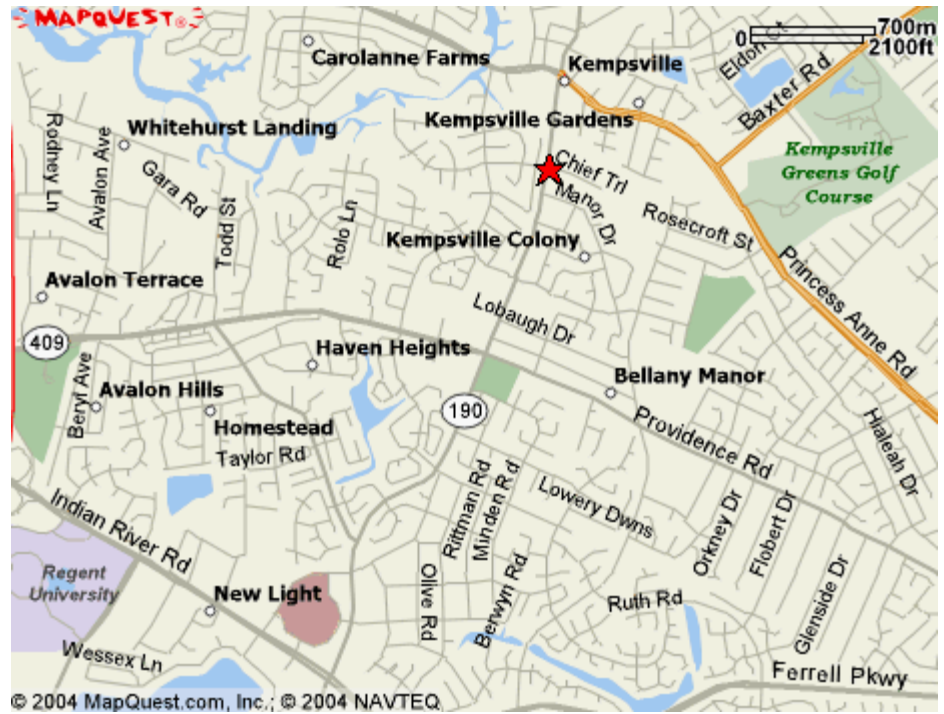 MAPQUEST
0 700m
2100ft
Carolanne Farms
Kempsville
Eldon Ct
Baxter Rd
Rodney Ln
Avalon Ave
Whitehurst Landing
Kempsville Gardens
Gara Rd
Todd St
Rolo Ln
Chief Trl
Manor Dr
Rosecroft St
Kempsville
Greens Golf
Course
Kempsville Colony
Avalon Terrace
Princess Anne Rd
Lobaugh Dr
409
Haven Heights
Bellany Manor
Beryl Ave
Avalon Hills
190
Homestead
Taylor Rd
Providence Rd
Hialeah Dr
Indian River Rd
Rittman Rd
Minden Rd
Lowery Dwns
Orkney Dr
Flobert Dr
Regent
University
New Light
Olive Rd
Berwyn Rd
Ruth Rd
Glenside Dr
Wessex Ln
Ferrell Pkwy
© 2004 MapQuest.com, Inc.; © 2004 NAVTEQ